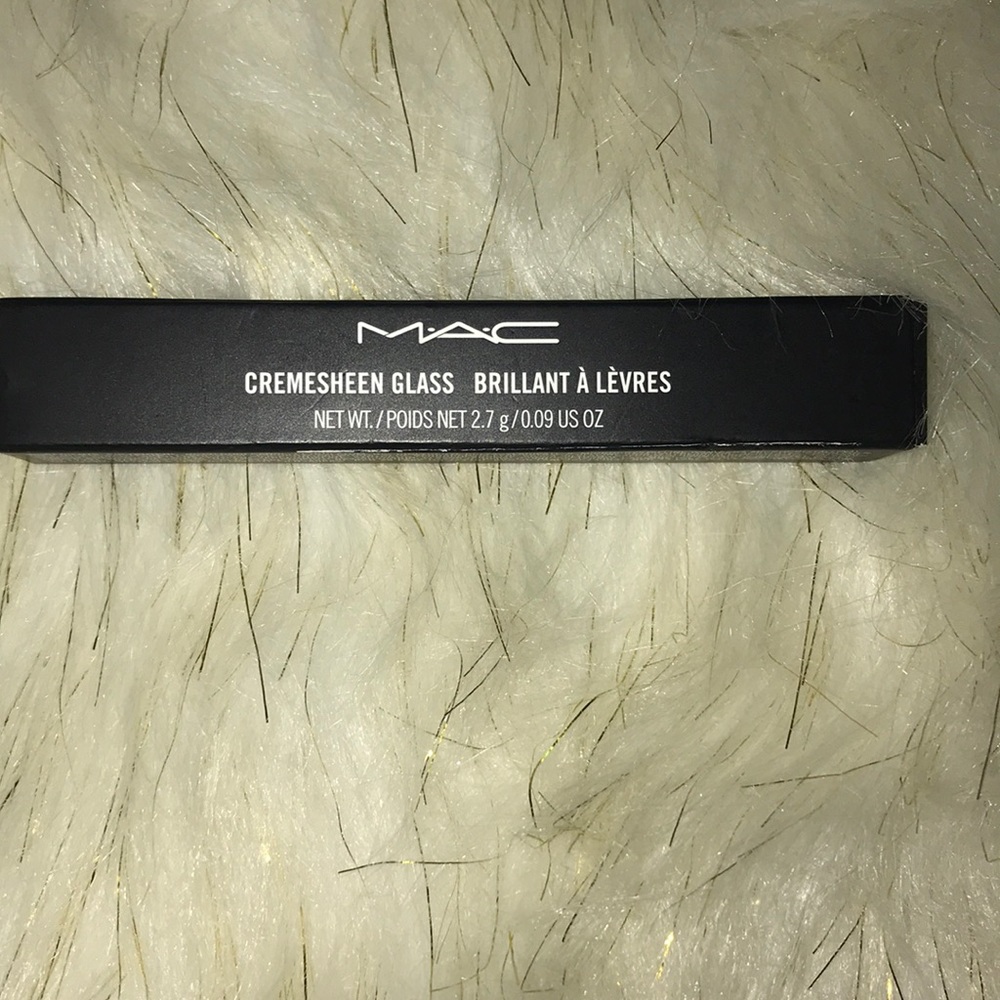 M·A·C
CREMESHEEN GLASS BRILLANT À LÈVRES
NET WT. / POIDS NET 2.7 g / 0.09 US OZ